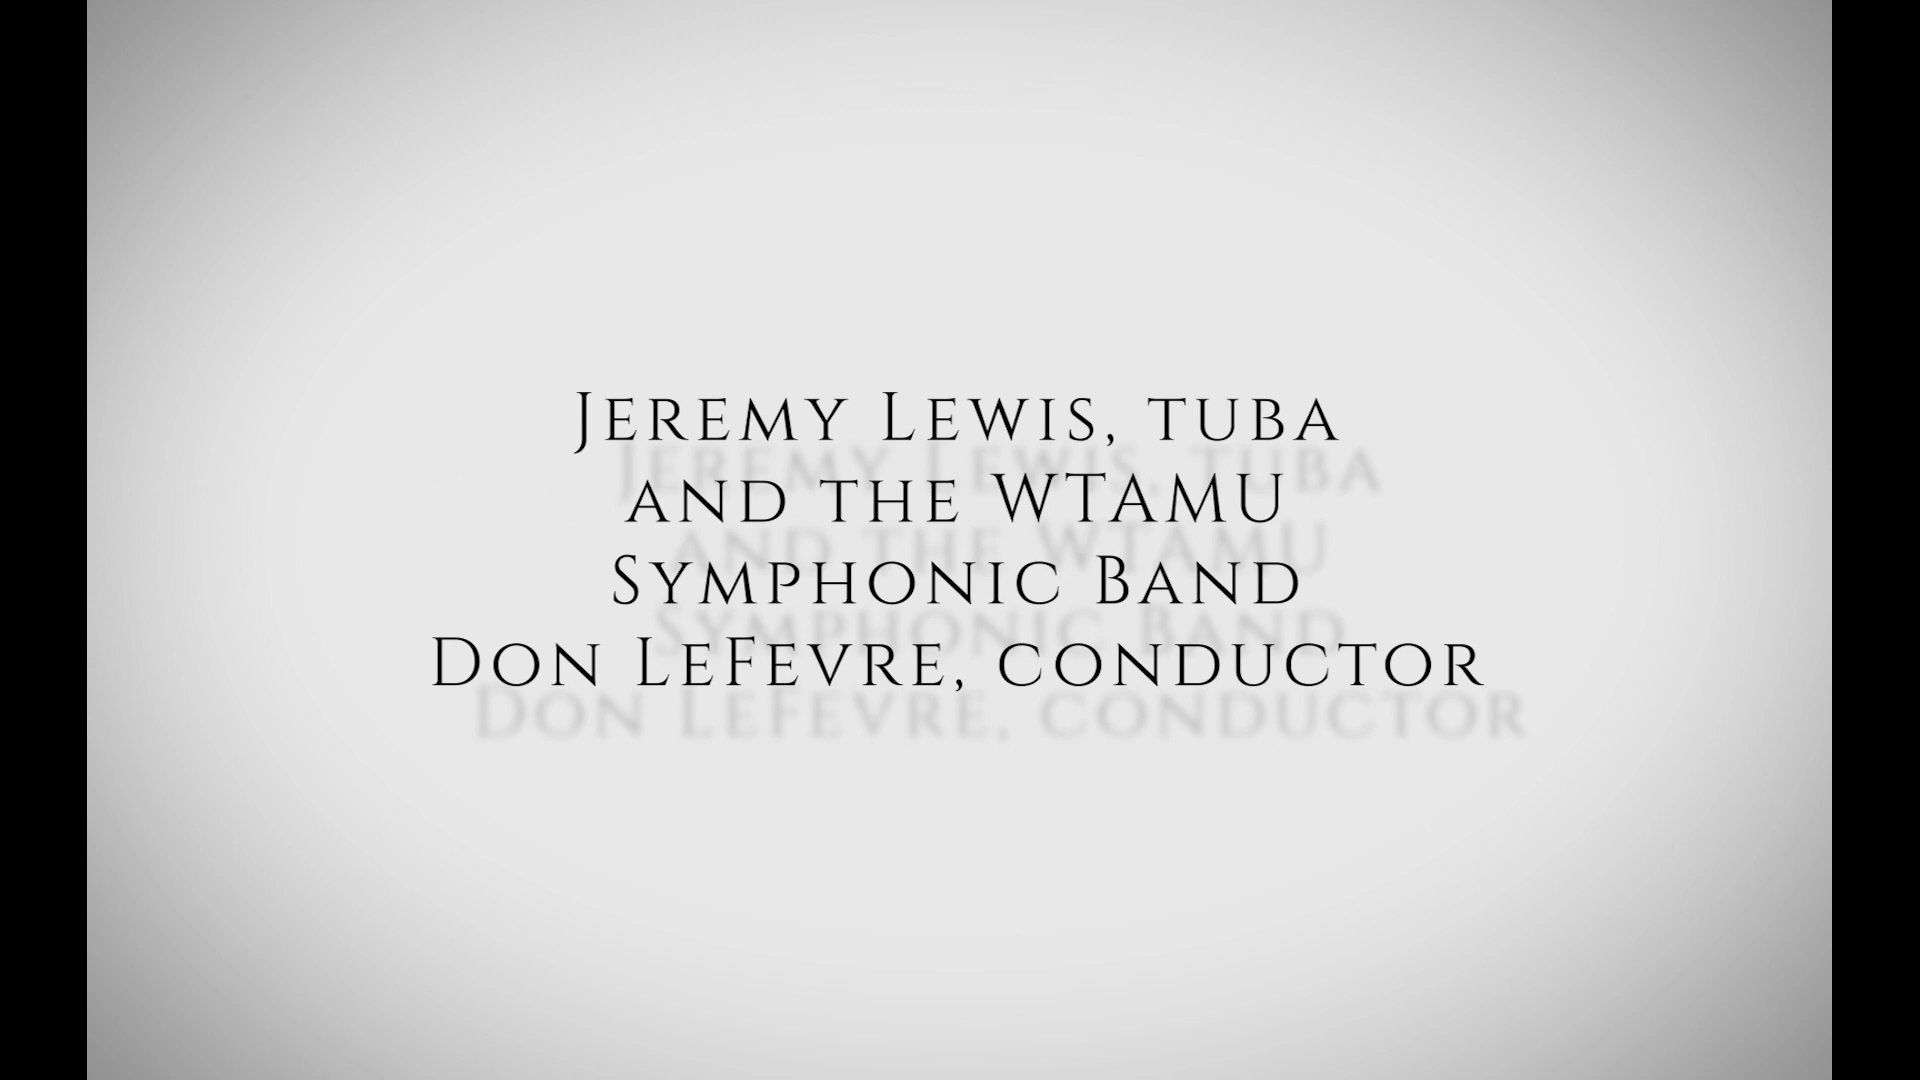 Jeremy Lewis, tuba
and the WTAMU
Symphonic Band
Don LeFevre, conductor